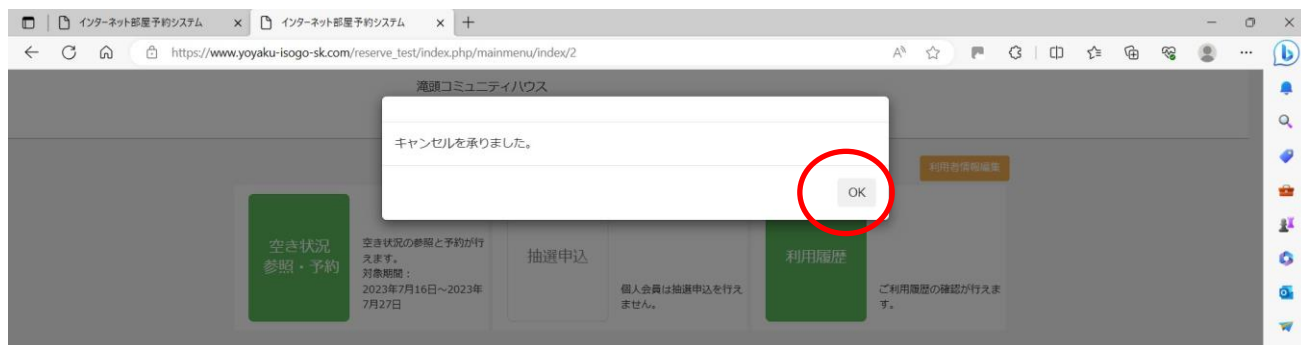 インターネット部屋予約システム
インターネット部屋予約システム
https://www.yoyaku-isogo-sk.com/reserve_test/index.php/mainmenu/index/2
滝頭コミュニティハウス
キャンセルを承りました。
OK
利用者情報編集
空き状況
参照・予約
空き状況の参照と予約が行
えます。
対象期間：
2023年7月16日～2023年
7月27日
抽選申込
個人会員は抽選申込を行え
ません。
利用履歴
ご利用履歴の確認が行えま
す。